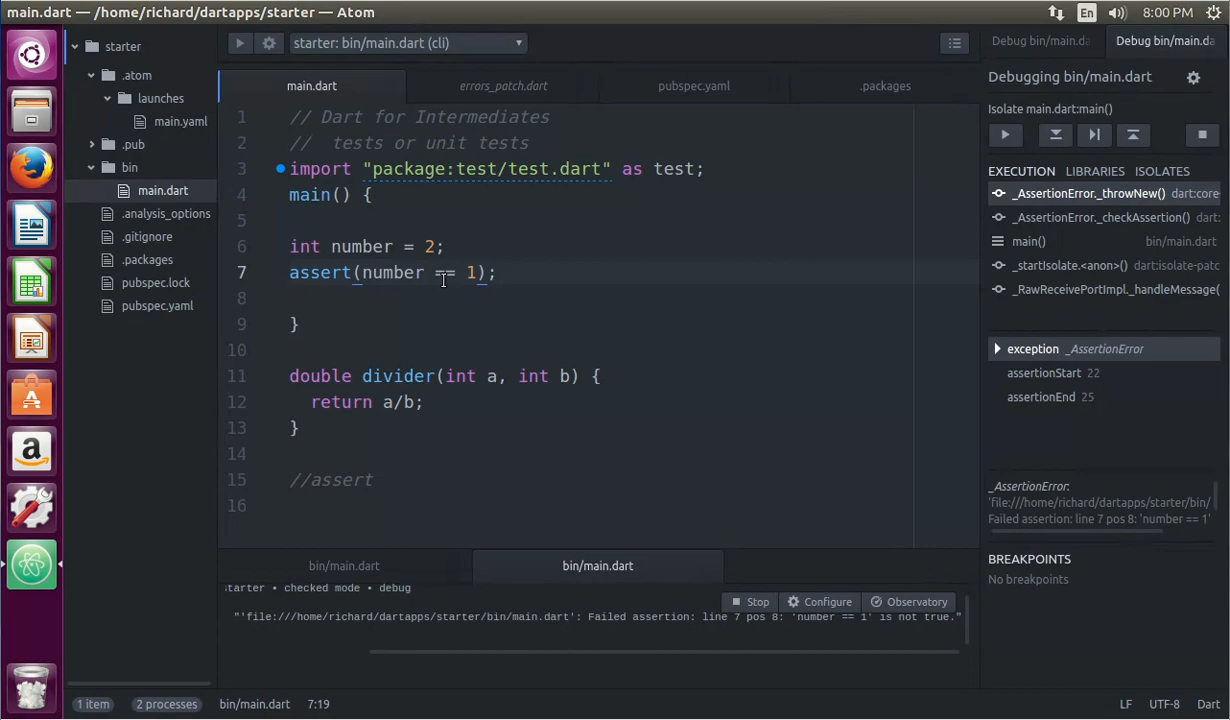 main.dart — /home/richard/dartapps/starter — Atom
En
8:00 PM
starter
.atom
launches
main.yaml
.pub
bin
main.dart
.analysis_options
.gitignore
.packages
pubspec.lock
pubspec.yaml
starter: bin/main.dart (cli)
main.dart
errors_patch.dart
pubspec.yaml
.packages
1 // Dart for Intermediates
2 //  tests or unit tests
3 import "package:test/test.dart" as test;
4 main() {
5
6 int number = 2;
7 assert(number == 1);
8
9 }
10
11 double divider(int a, int b) {
12   return a/b;
13 }
14
15 //assert
16
bin/main.dart
bin/main.dart
starter • checked mode • debug
Stop
Configure
Observatory
"'file:///home/richard/dartapps/starter/bin/main.dart': Failed assertion: line 7 pos 8: 'number == 1' is not true."
Debug bin/main.da
Debug bin/main.da
Debugging bin/main.dart
Isolate main.dart:main()
EXECUTION LIBRARIES ISOLATES
_AssertionError._throwNew() dart:core-
_AssertionError._checkAssertion()
main() bin/main.dart
_startIsolate.<anon>() dart:isolate-patc
_RawReceivePortImpl._handleMessage(
exception _AssertionError
assertionStart 22
assertionEnd 25
_AssertionError:
'file:///home/richard/dartapps/starter/bin/
Failed assertion: line 7 pos 8: 'number == 1'
BREAKPOINTS
No breakpoints
1 item
2 processes
bin/main.dart
7:19
LF
UTF-8
Dart